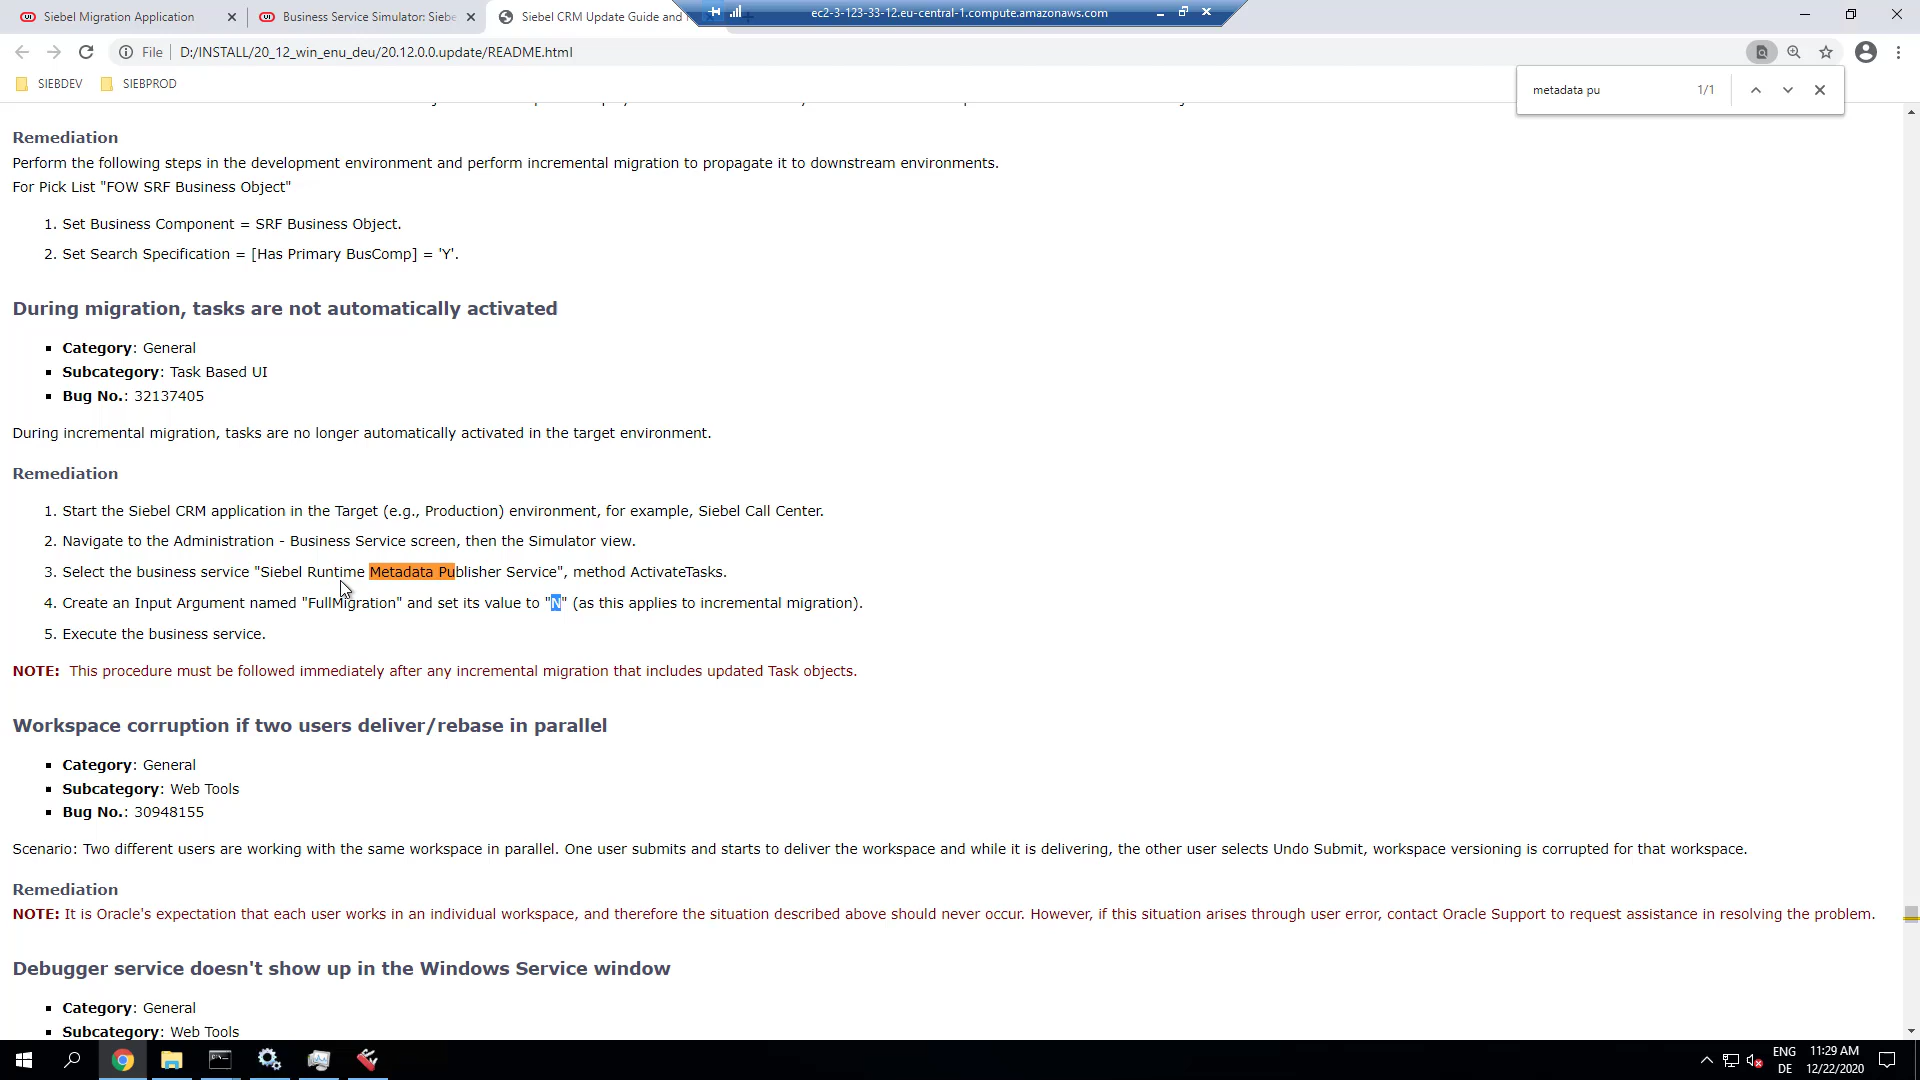 Siebel Migration Application
Business Service Simulator: Siebe
Siebel CRM Update Guide and
ec2-3-123-33-12.eu-central-1.compute.amazonaws.com
File
D:/INSTALL/20_12_win_enu_deu/20.12.0.0.update/README.html
SIEBDEV
SIEBPROD
metadata pu
1/1
Remediation
Perform the following steps in the development environment and perform incremental migration to propagate it to downstream environments.
For Pick List "FOW SRF Business Object"
1. Set Business Component = SRF Business Object.
2. Set Search Specification = [Has Primary BusComp] = 'Y'.
During migration, tasks are not automatically activated
Category: General
Subcategory: Task Based UI
Bug No.: 32137405
During incremental migration, tasks are no longer automatically activated in the target environment.
Remediation
1. Start the Siebel CRM application in the Target (e.g., Production) environment, for example, Siebel Call Center.
2. Navigate to the Administration - Business Service screen, then the Simulator view.
3. Select the business service "Siebel Runtime Metadata Publisher Service", method ActivateTasks.
4. Create an Input Argument named "FullMigration" and set its value to "N" (as this applies to incremental migration).
5. Execute the business service.
NOTE: This procedure must be followed immediately after any incremental migration that includes updated Task objects.
Workspace corruption if two users deliver/rebase in parallel
Category: General
Subcategory: Web Tools
Bug No.: 30948155
Scenario: Two different users are working with the same workspace in parallel. One user submits and starts to deliver the workspace and while it is delivering, the other user selects Undo Submit, workspace versioning is corrupted for that workspace.
Remediation
NOTE: It is Oracle's expectation that each user works in an individual workspace, and therefore the situation described above should never occur. However, if this situation arises through user error, contact Oracle Support to request assistance in resolving the problem.
Debugger service doesn't show up in the Windows Service window
Category: General
Subcategory: Web Tools
ENG
DE
11:29 AM
12/22/2020